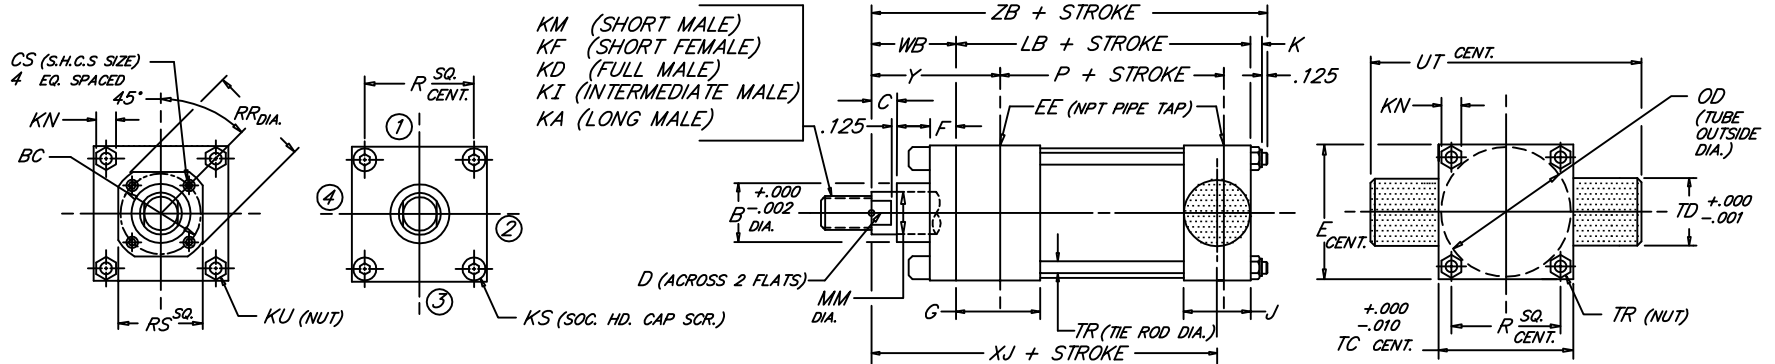 CS (S.H.C.S SIZE)
4 EQ. SPACED
45°
RR DIA.
KN
BC
RS SQ.
KU (NUT)
R SQ. CENT.
1
4
2
3
KS (SOC. HD. CAP SCR.)
KM (SHORT MALE)
KF (SHORT FEMALE)
KD (FULL MALE)
KI (INTERMEDIATE MALE)
KA (LONG MALE)
ZB + STROKE
WB
LB + STROKE
K
Y
P + STROKE
.125
C
EE (NPT PIPE TAP)
.125
F
B +.000
-.002
DIA.
D (ACROSS 2 FLATS)
MM
DIA.
G
TR (TIE ROD DIA.)
J
XJ + STROKE
UT CENT.
KN
OD
(TUBE
OUTSIDE
DIA.)
E CENT.
TD +.000
-.001
+.000
-.010
TC CENT.
R SQ.
CENT.
TR (NUT)